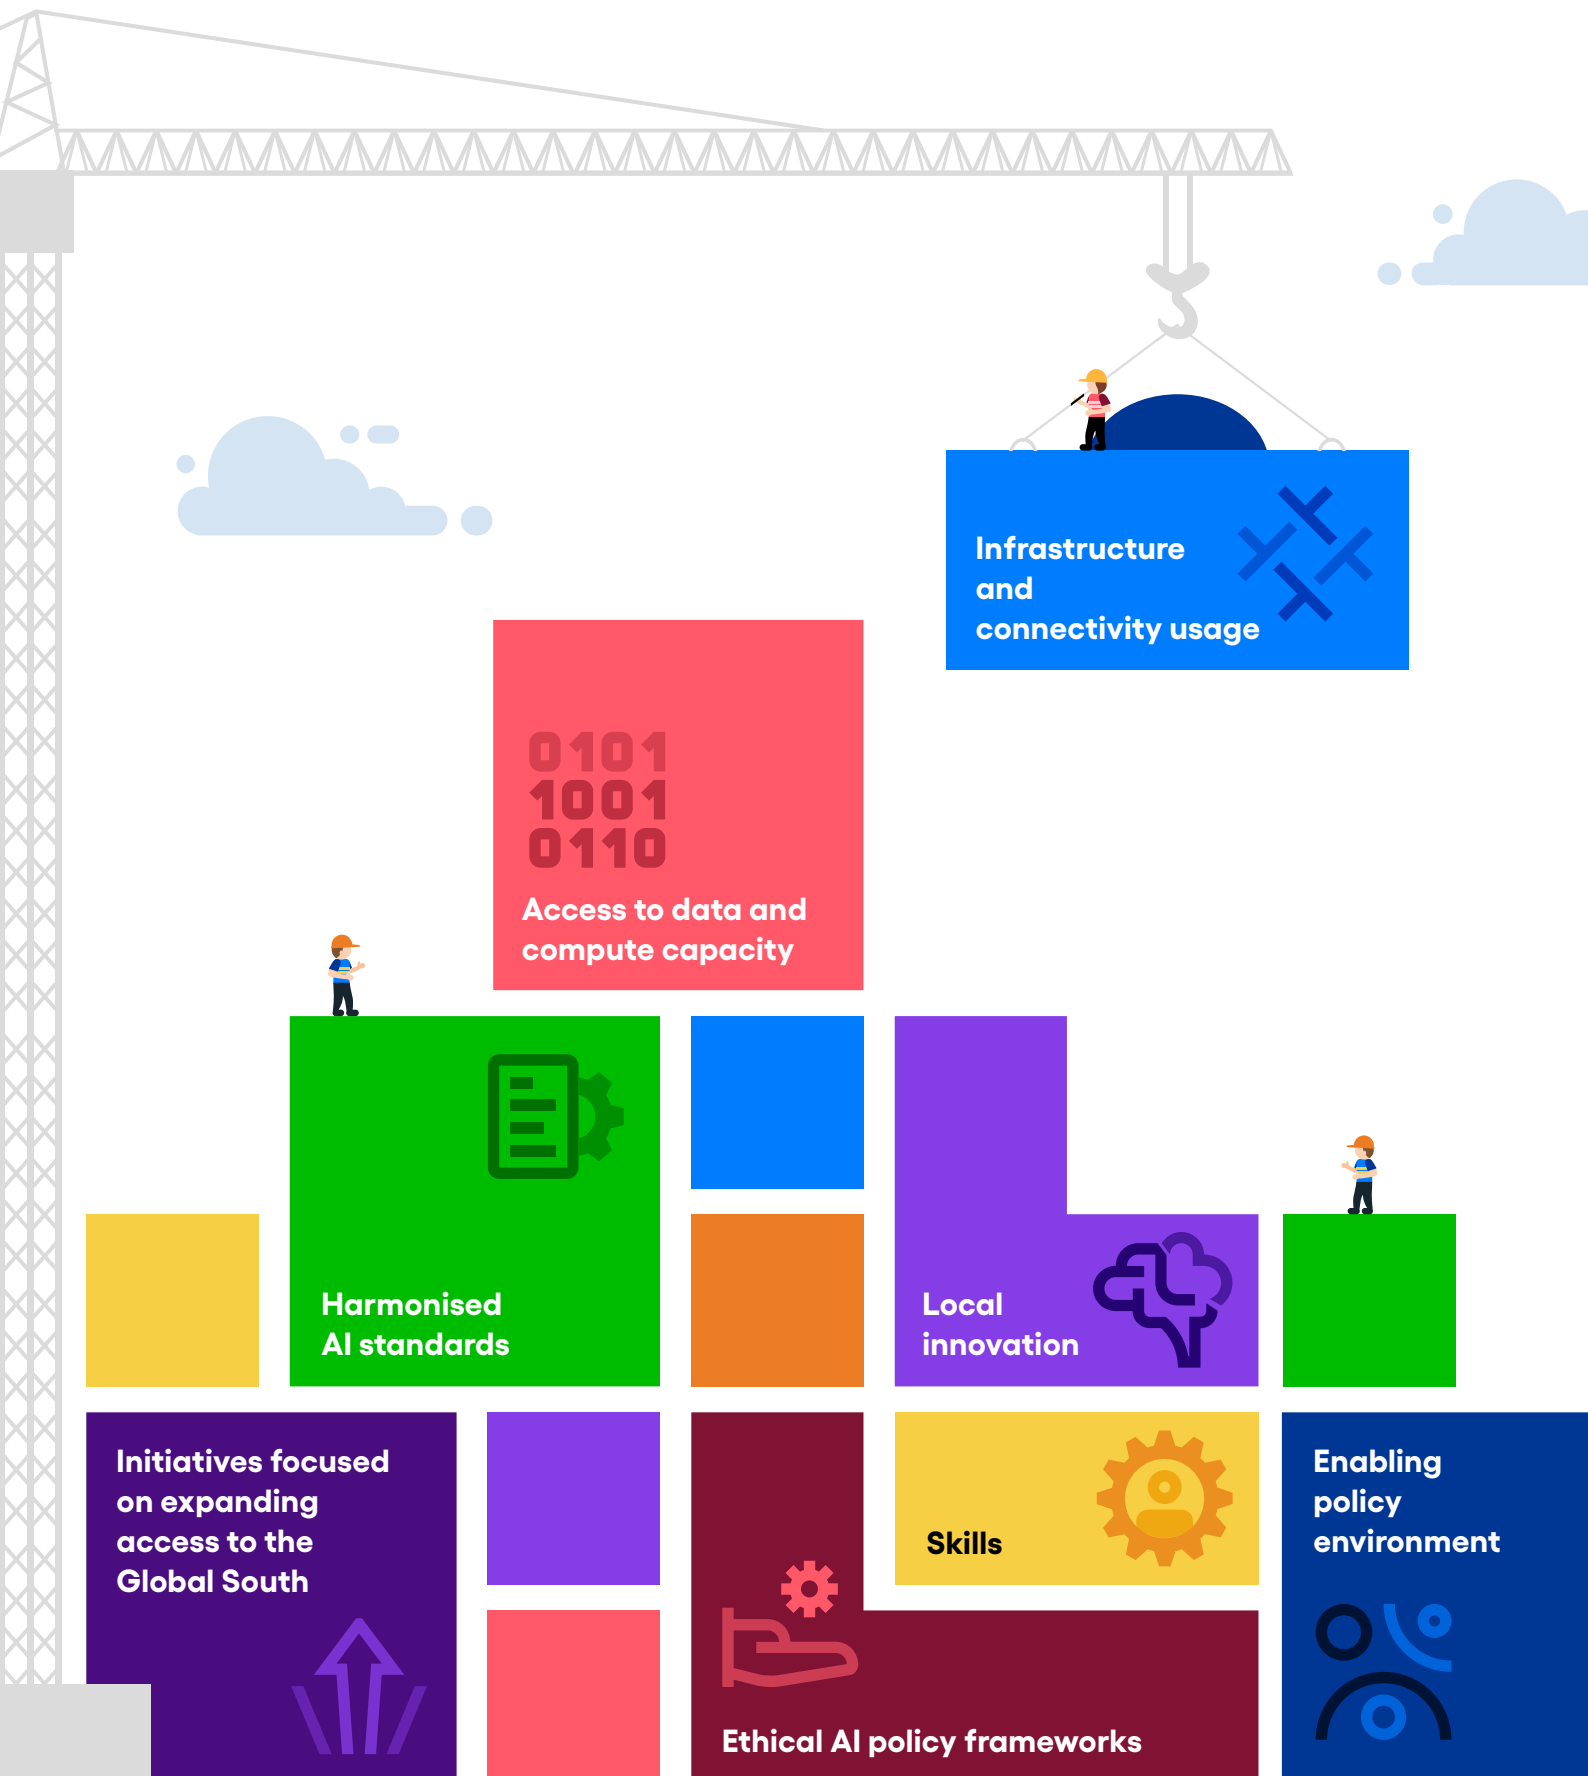 Infrastructure
and
connectivity usage
0101
1001
0110
Access to data and
compute capacity
Harmonised
AI standards
Local
innovation
Initiatives focused
on expanding
access to the
Global South
Skills
Enabling
policy
environment
Ethical AI policy frameworks